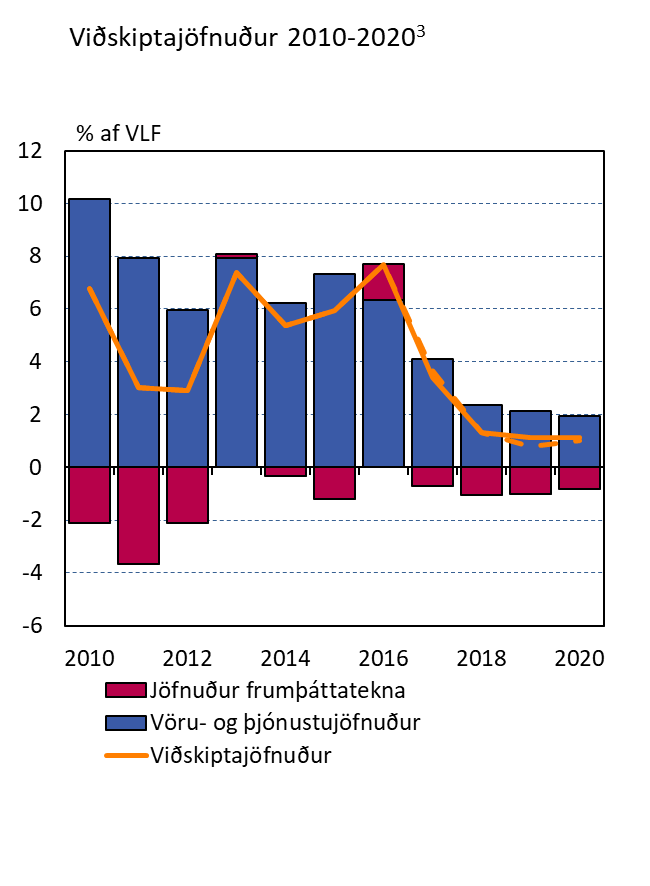 Viðskiptajöfnuður 2010-2020³
% af VLF
12
10
8
6
4
2
0
-2
-4
-6
2010 2012 2014 2016 2018 2020
Jöfnuður frumþáttatekna
Vöru- og þjónustujöfnuður
Viðskiptajöfnuður